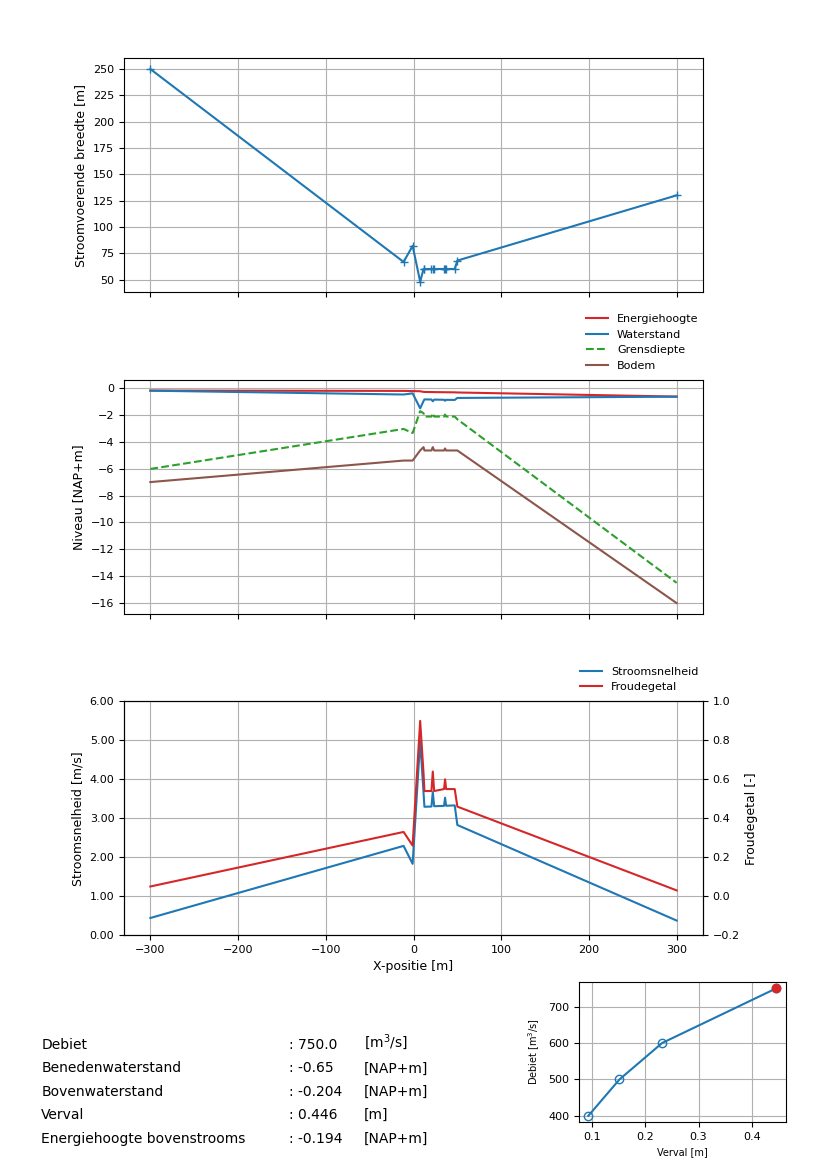 Stroomvoerende breedte [m]
250
225
200
175
150
125
100
75
50
Energiehoogte
Waterstand
Grensdiepte
Bodem
Niveau [NAP+m]
0
−2
−4
−6
−8
−10
−12
−14
−16
Stroomsnelheid
Froudegetal
Stroomsnelheid [m/s]
6.00
5.00
4.00
3.00
2.00
1.00
0.00
1.0
0.8
0.6
0.4
0.2
0.0
−0.2
Froudegetal [-]
−300 −200 −100 0 100 200 300
X-positie [m]
Debiet : 750.0 [m³/s]
Benedenwaterstand : -0.65 [NAP+m]
Bovenwaterstand : -0.204 [NAP+m]
Verval : 0.446 [m]
Energiehoogte bovenstrooms : -0.194 [NAP+m]
Debiet [m³/s]
700
600
500
400
0.1 0.2 0.3 0.4
Verval [m]